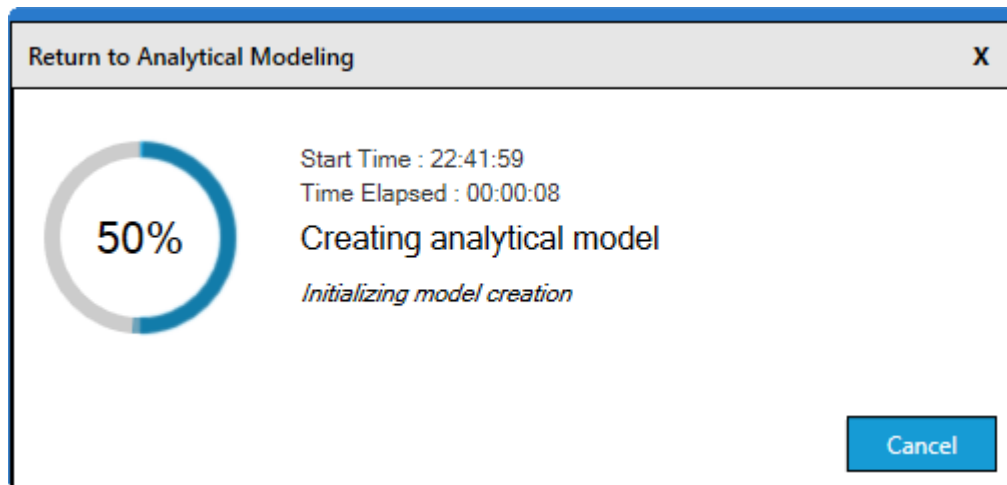 Return to Analytical Modeling X
50%
Start Time : 22:41:59
Time Elapsed : 00:00:08
Creating analytical model
Initializing model creation
Cancel